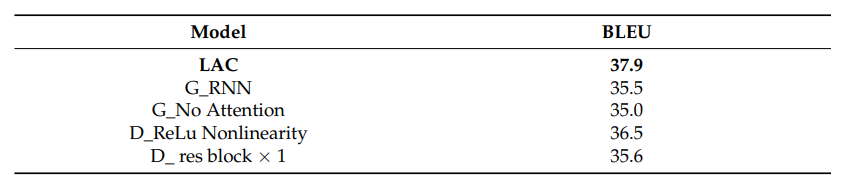 Model BLEU
LAC 37.9
G_RNN 35.5
G_No Attention 35.0
D_ReLu Nonlinearity 36.5
D_ res block × 1 35.6